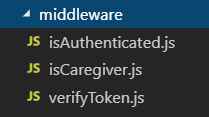 middleware
JS isAuthenticated.js
JS isCaregiver.js
JS verifyToken.js